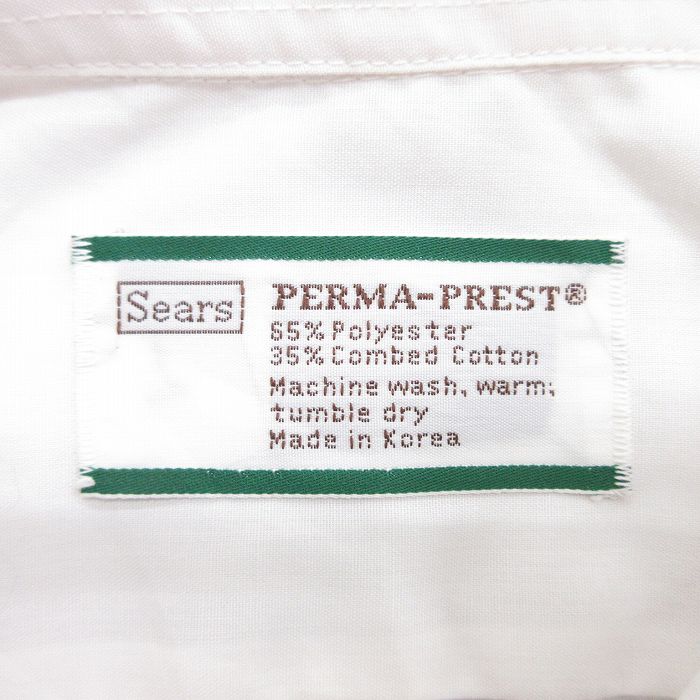 Sears
PERMA-PREST®
65% Polyester
35% Combed Cotton
Machine wash, warm;
tumble dry
Made in Korea